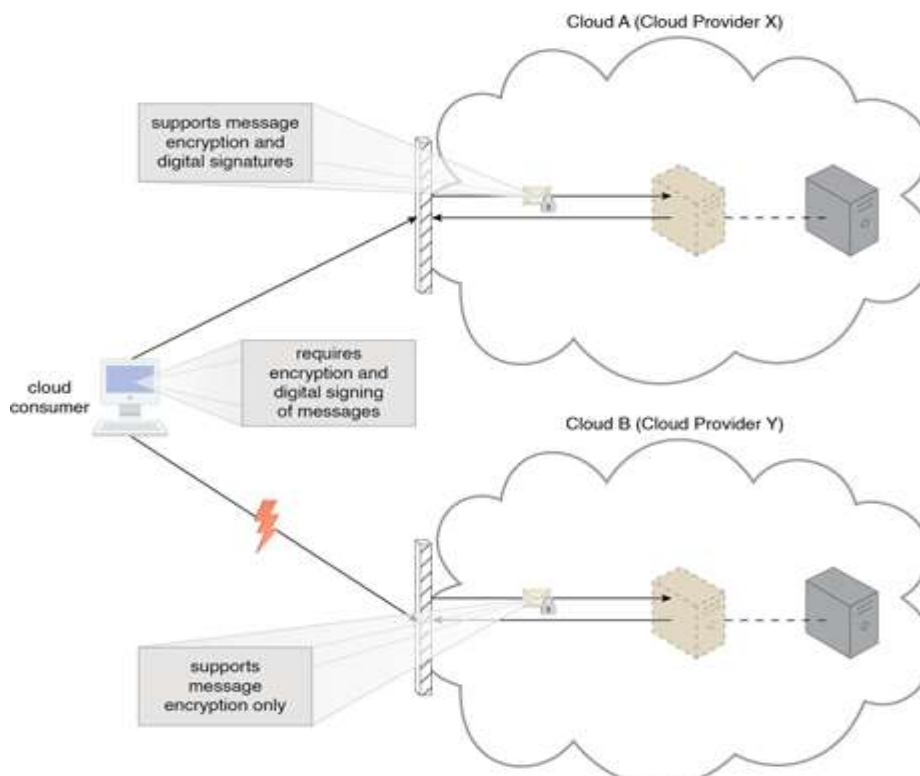 Cloud A (Cloud Provider X)
supports message
encryption and
digital signatures
requires
encryption and
digital signing
of messages
cloud
consumer
Cloud B (Cloud Provider Y)
supports
message
encryption only